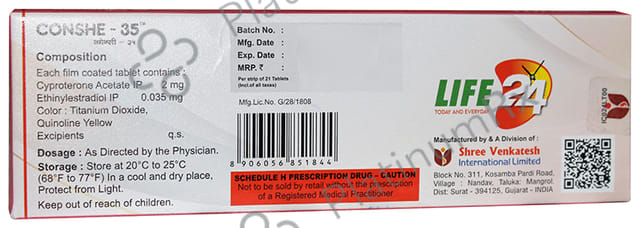 CONSHE - 35™
कोन्शी - ३५
Composition
Each film coated tablet contains :
Cyproterone Acetate IP 2 mg
Ethinylestradiol IP 0.035 mg
Color : Titanium Dioxide,
Quinoline Yellow
Excipients q.s.
Dosage : As Directed by the Physician.
Storage : Store at 20°C to 25°C
(68°F to 77°F) In a cool and dry place,
Protect from Light.
Keep out of reach of children.
Batch No. :
Mfg. Date :
Exp. Date :
MRP. ₹ :
Per strip of 21 Tablets
(Incl.of all taxes)
Mfg.Lic.No. G/28/1808
8 906056 851844
SCHEDULE H PRESCRIPTION DRUG - CAUTION
Not to be sold by retail without the prescription
of a Registered Medical Practitioner
LIFE 24
TODAY AND EVERYDAY
Manufactured by & A Division of :
Shree Venkatesh
International Limited
Block No. 311, Kosamba Pardi Road,
Village : Nandav, Taluka: Mangrol.
Dist: Surat - 394125, Gujarat - INDIA
PlatinumRx